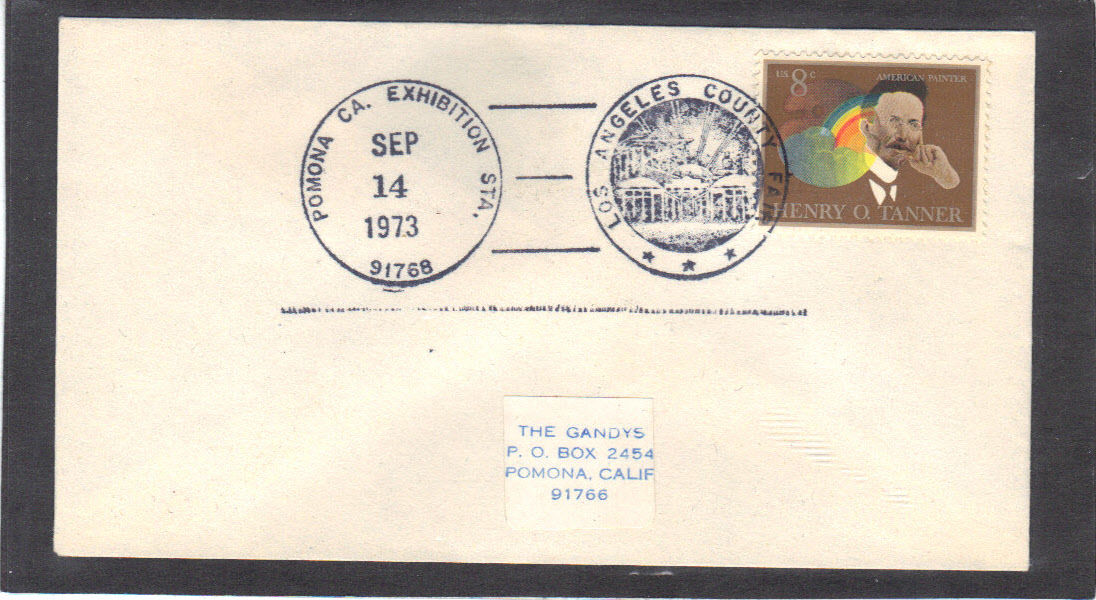 POMONA CA. EXHIBITION STA.
SEP
14
1973
91768
LOS ANGELES COUNTY FAIR
U.S. 8c
AMERICAN PAINTER
HENRY O. TANNER
THE GANDYS
P. O. BOX 2454
POMONA, CALIF
91766